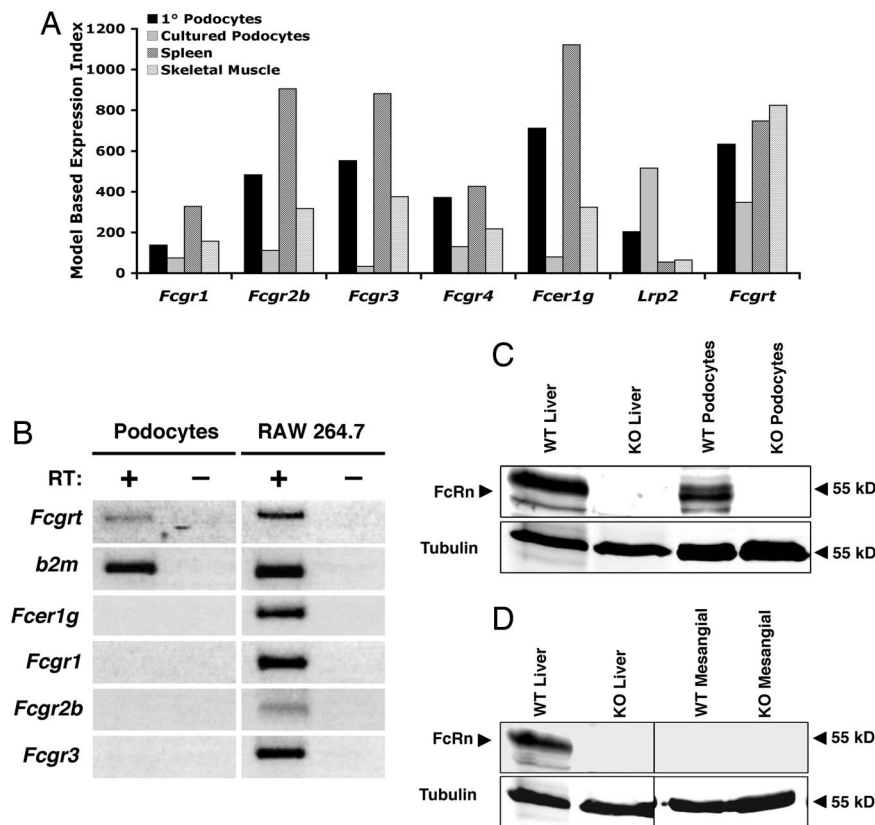 A
1° Podocytes
Cultured Podocytes
Spleen
Skeletal Muscle
Model Based Expression Index
1200
1000
800
600
400
200
0
Fcgr1 Fcgr2b Fcgr3 Fcgr4 Fcer1g Lrp2 Fcgrt
B
Podocytes RAW 264.7
RT: + − + −
Fcgrt
b2m
Fcer1g
Fcgr1
Fcgr2b
Fcgr3
C
WT Liver
KO Liver
WT Podocytes
KO Podocytes
FcRn ▶ ◀ 55 kD
Tubulin ◀ 55 kD
D
WT Liver
KO Liver
WT Mesangial
KO Mesangial
FcRn ▶ ◀ 55 kD
Tubulin ◀ 55 kD